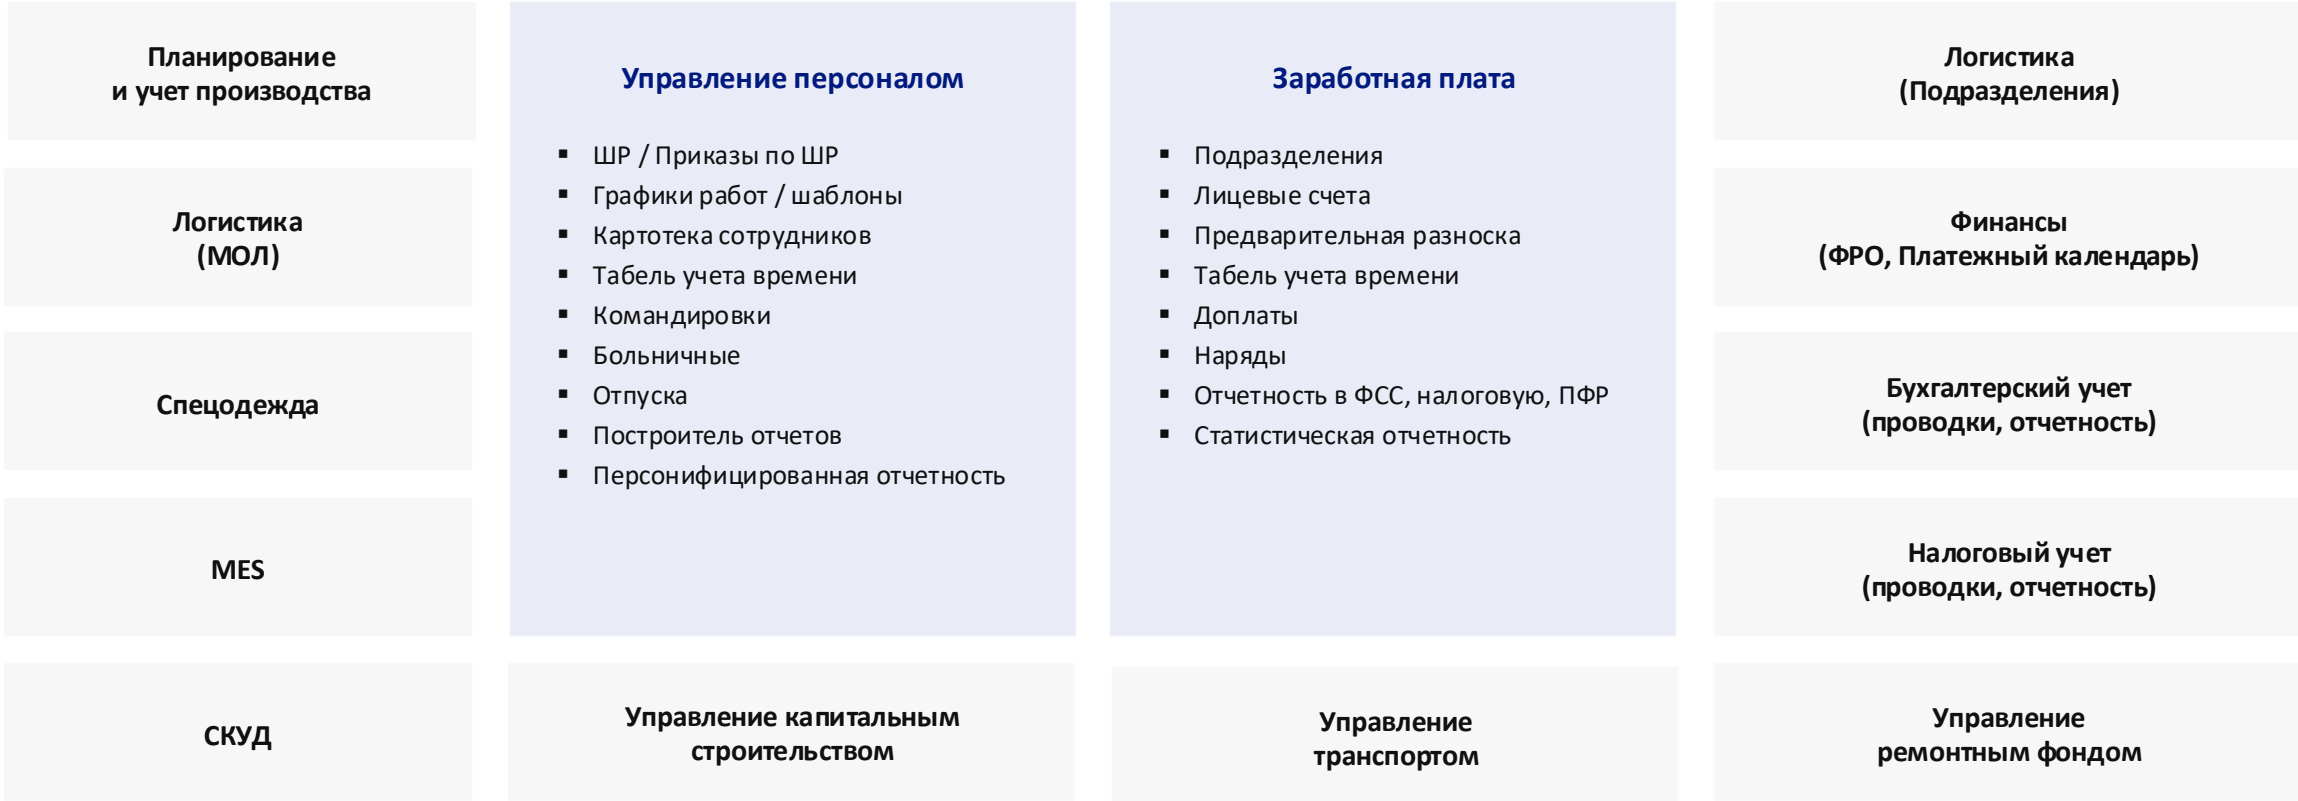 Планирование
и учет производства
Логистика
(МОЛ)
Спецодежда
MES
СКУД
Управление персоналом
ШР / Приказы по ШР
Графики работ / шаблоны
Картотека сотрудников
Табель учета времени
Командировки
Больничные
Отпуска
Построитель отчетов
Персонифицированная отчетность
Управление капитальным
строительством
Заработная плата
Подразделения
Лицевые счета
Предварительная разноска
Табель учета времени
Доплаты
Наряды
Отчетность в ФСС, налоговую, ПФР
Статистическая отчетность
Управление
транспортом
Логистика
(Подразделения)
Финансы
(ФРО, Платежный календарь)
Бухгалтерский учет
(проводки, отчетность)
Налоговый учет
(проводки, отчетность)
Управление
ремонтным фондом